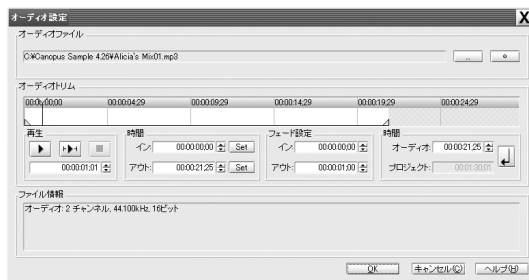 オーディオ設定 X
オーディオファイル
C:¥Canopus Sample 4.26¥Alicia's Mix01.mp3 ...
オーディオトリム
00:00:00;00 00:00:04;29 00:00:09;29 00:00:14;29 00:00:19;29 00:00:24;29
再生 時間 フェード設定 時間
イン: 00:00:00;00 Set イン: 00:00:00;00 オーディオ: 00:00:21;25
00:00:01;01 アウト: 00:00:21;25 Set アウト: 00:00:01;00 プロジェクト: 00:01:30;01
ファイル情報
オーディオ: 2 チャンネル, 44.100kHz, 16ビット
OK キャンセル(C) ヘルプ(H)